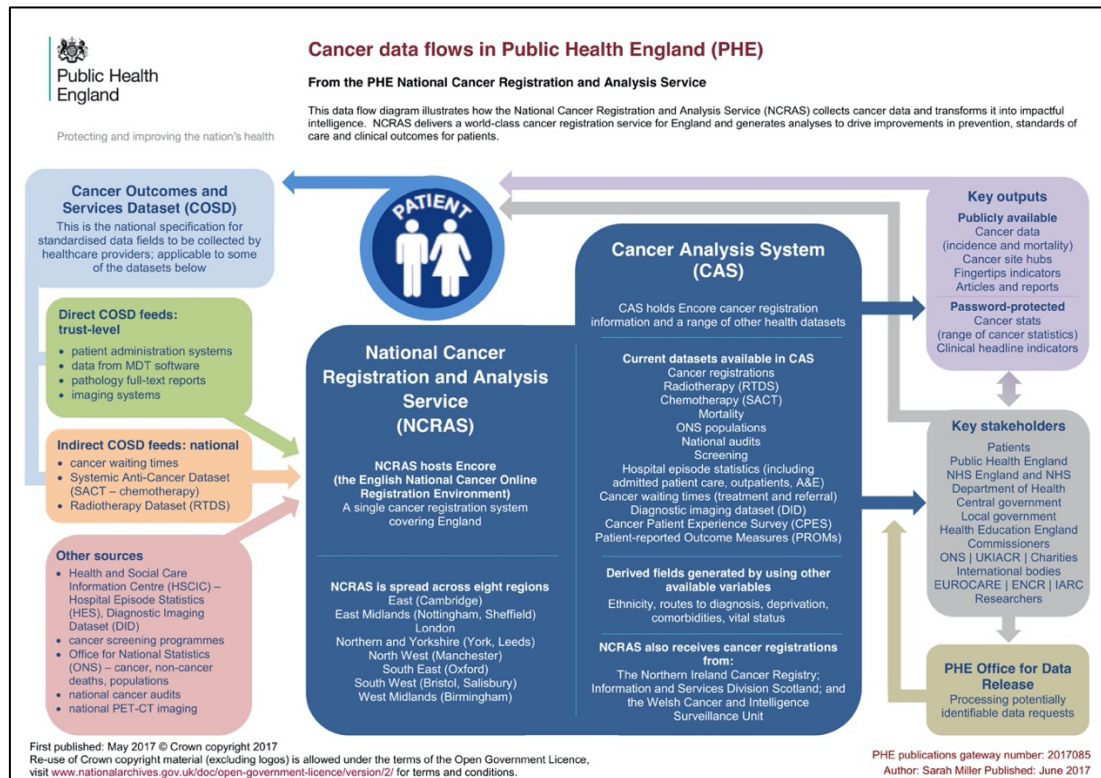 Public Health
England
Protecting and improving the nation's health
Cancer data flows in Public Health England (PHE)
From the PHE National Cancer Registration and Analysis Service
This data flow diagram illustrates how the National Cancer Registration and Analysis Service (NCRAS) collects cancer data and transforms it into impactful
intelligence. NCRAS delivers a world-class cancer registration service for England and generates analyses to drive improvements in prevention, standards of
care and clinical outcomes for patients.
Cancer Outcomes and
Services Dataset (COSD)
This is the national specification for
standardised data fields to be collected by
healthcare providers; applicable to some
of the datasets below
Direct COSD feeds:
trust-level
• patient administration systems
• data from MDT software
• pathology full-text reports
• imaging systems
Indirect COSD feeds: national
• cancer waiting times
• Systemic Anti-Cancer Dataset
(SACT – chemotherapy)
• Radiotherapy Dataset (RTDS)
Other sources
• Health and Social Care
Information Centre (HSCIC) –
Hospital Episode Statistics
(HES), Diagnostic Imaging
Dataset (DID)
• cancer screening programmes
• Office for National Statistics
(ONS) – cancer, non-cancer
deaths, populations
• national cancer audits
• national PET-CT imaging
PATIENT
National Cancer
Registration and Analysis
Service
(NCRAS)
NCRAS hosts Encore
(the English National Cancer Online
Registration Environment)
A single cancer registration system
covering England
NCRAS is spread across eight regions
East (Cambridge)
East Midlands (Nottingham, Sheffield)
London
Northern and Yorkshire (York, Leeds)
North West (Manchester)
South East (Oxford)
South West (Bristol, Salisbury)
West Midlands (Birmingham)
Cancer Analysis System
(CAS)
CAS holds Encore cancer registration
information and a range of other health datasets
Current datasets available in CAS
Cancer registrations
Radiotherapy (RTDS)
Chemotherapy (SACT)
Mortality
ONS populations
National audits
Screening
Hospital episode statistics (including
admitted patient care, outpatients, A&E)
Cancer waiting times (treatment and referral)
Diagnostic imaging dataset (DID)
Cancer Patient Experience Survey (CPES)
Patient-reported Outcome Measures (PROMs)
Derived fields generated by using other
available variables
Ethnicity, routes to diagnosis, deprivation,
comorbidities, vital status
NCRAS also receives cancer registrations
from:
The Northern Ireland Cancer Registry;
Information and Services Division Scotland; and
the Welsh Cancer and Intelligence
Surveillance Unit
Key outputs
Publicly available
Cancer data
(incidence and mortality)
Cancer site hubs
Fingertips indicators
Articles and reports
Password-protected
Cancer stats
(range of cancer statistics)
Clinical headline indicators
Key stakeholders
Patients
Public Health England
NHS England and NHS
Department of Health
Central government
Local government
Health Education England
Commissioners
ONS | UKIACR | Charities
International bodies
EUROCARE | ENCR | IARC
Researchers
PHE Office for Data
Release
Processing potentially
identifiable data requests
First published: May 2017 © Crown copyright 2017
Re-use of Crown copyright material (excluding logos) is allowed under the terms of the Open Government Licence,
visit www.nationalarchives.gov.uk/doc/open-government-licence/version/2/ for terms and conditions.
PHE publications gateway number: 2017085
Author: Sarah Miller Published: June 2017